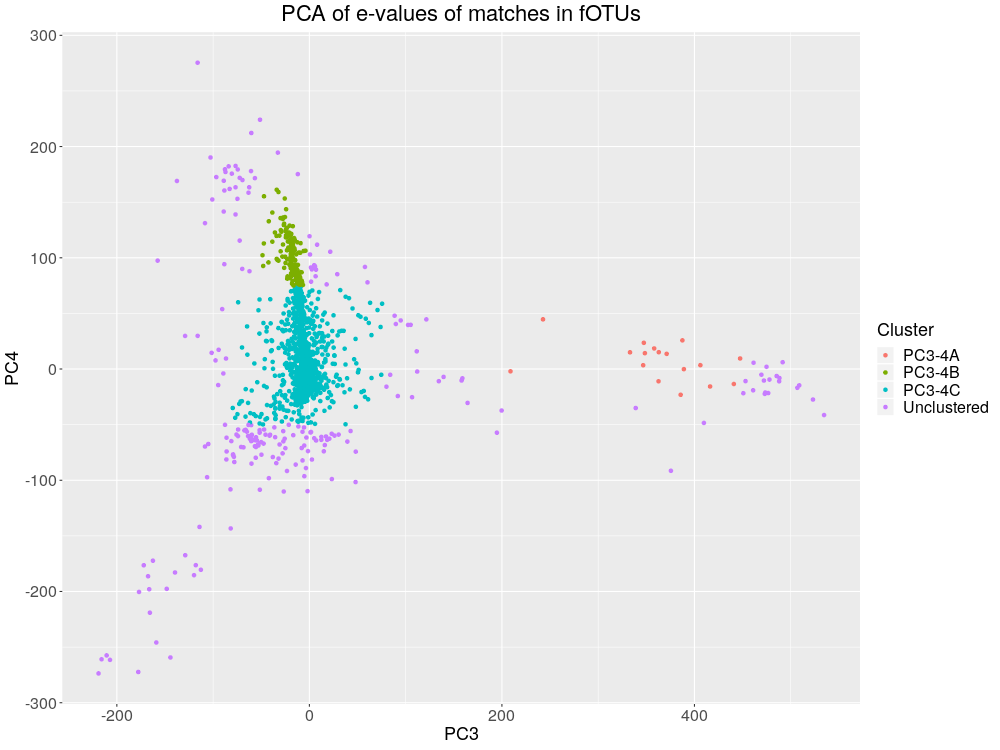 PCA of e-values of matches in fOTUs
300
200
100
0
-100
-200
-300
PC4
-200 0 200 400
PC3
Cluster
PC3-4A
PC3-4B
PC3-4C
Unclustered